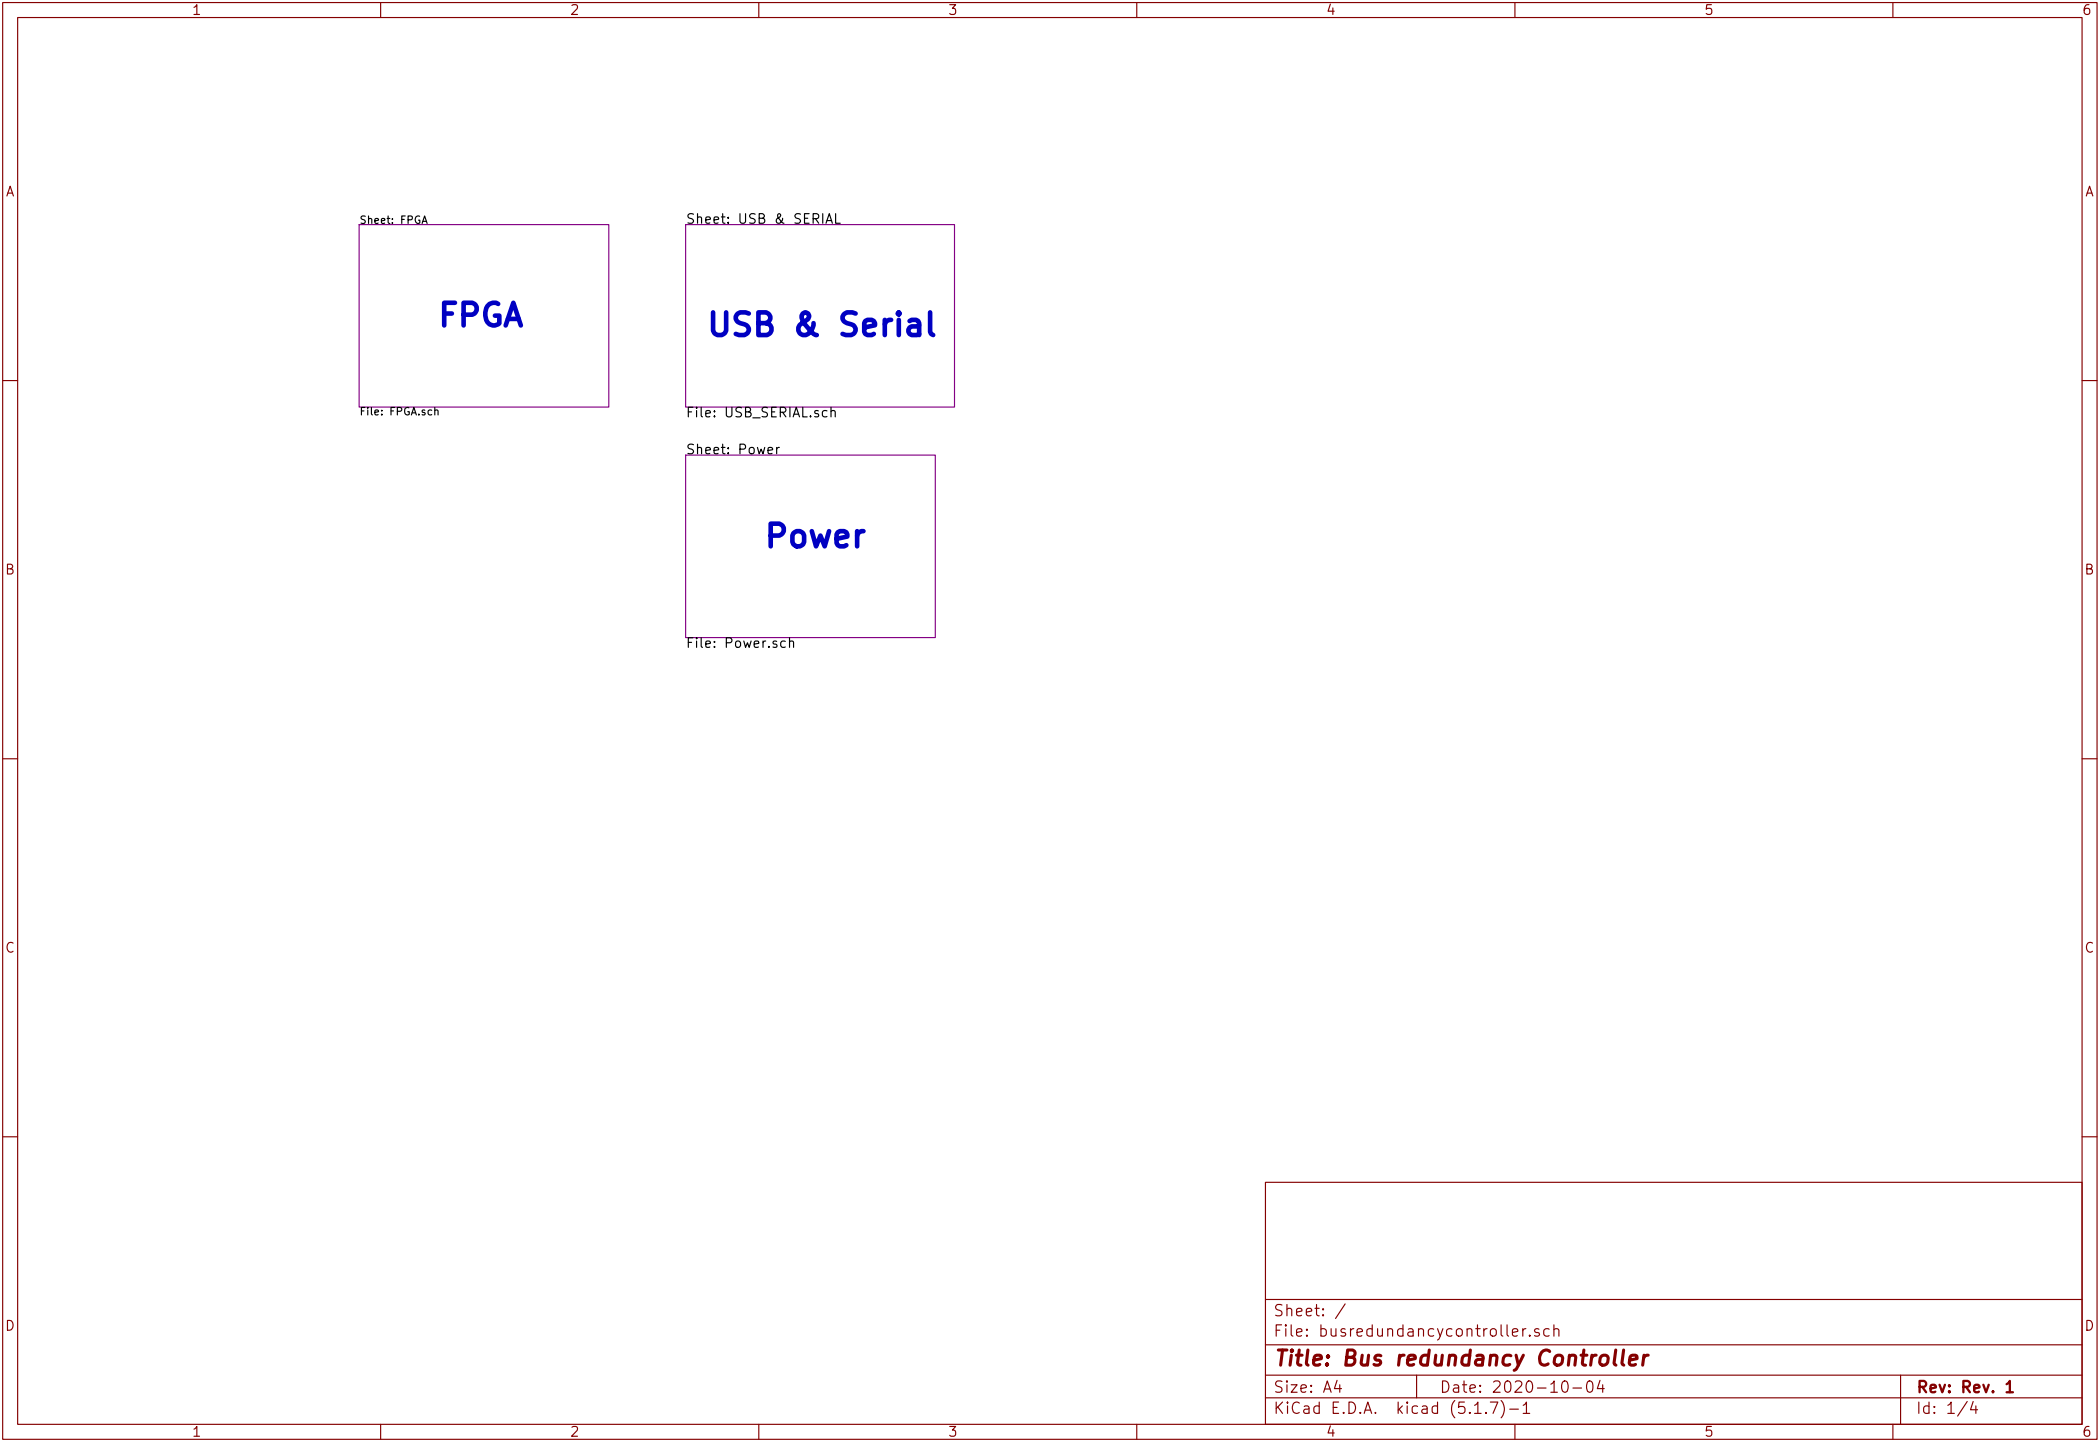 1 2 3 4 5 6
A A
Sheet: FPGA
Sheet: USB & SERIAL
FPGA
USB & Serial
File: FPGA.sch
File: USB_SERIAL.sch
Sheet: Power
Power
B B
File: Power.sch
C C
Sheet: /
D D
File: busredundancycontroller.sch
Title: Bus redundancy Controller
Size: A4
Date: 2020-10-04
Rev: Rev. 1
KiCad E.D.A. kicad (5.1.7)-1
Id: 1/4
1 2 3 4 5 6